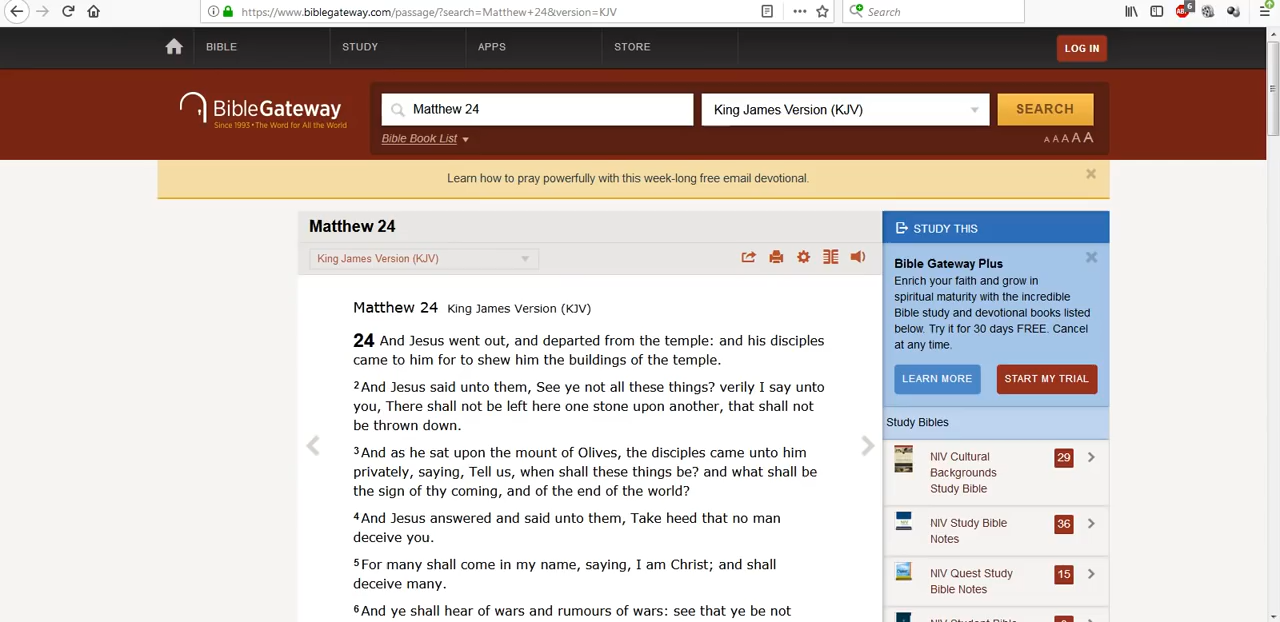 https://www.biblegateway.com/passage/?search=Matthew+24&version=KJV
Search
6
BIBLE
STUDY
APPS
STORE
LOG IN
BibleGateway
Since 1993 • The Word for All the World
Matthew 24
King James Version (KJV)
SEARCH
Bible Book List
A A A A A
Learn how to pray powerfully with this week-long free email devotional.
Matthew 24
King James Version (KJV)
Matthew 24 King James Version (KJV)
24 And Jesus went out, and departed from the temple: and his disciples
came to him for to shew him the buildings of the temple.
2 And Jesus said unto them, See ye not all these things? verily I say unto
you, There shall not be left here one stone upon another, that shall not
be thrown down.
3 And as he sat upon the mount of Olives, the disciples came unto him
privately, saying, Tell us, when shall these things be? and what shall be
the sign of thy coming, and of the end of the world?
4 And Jesus answered and said unto them, Take heed that no man
deceive you.
5 For many shall come in my name, saying, I am Christ; and shall
deceive many.
6 And ye shall hear of wars and rumours of wars: see that ye be not
STUDY THIS
Bible Gateway Plus
Enrich your faith and grow in
spiritual maturity with the incredible
Bible study and devotional books listed
below. Try it for 30 days FREE. Cancel
at any time.
LEARN MORE
START MY TRIAL
Study Bibles
NIV Cultural
Backgrounds
Study Bible
29
NIV Study Bible
Notes
36
NIV Quest Study
Bible Notes
15
NIV Student Bible